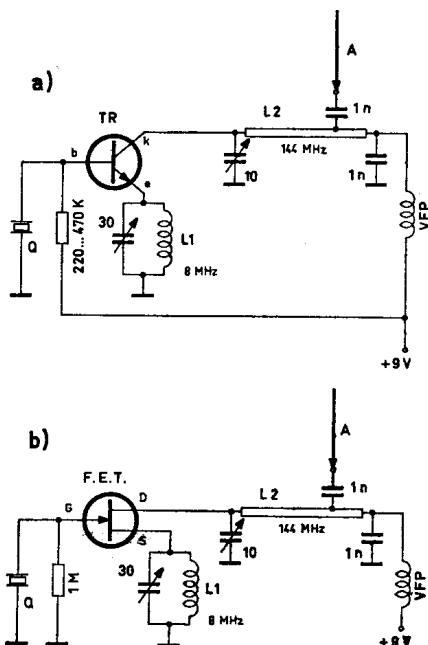 a)
A
TR
L2
1n
b
k
144 MHz
e
10
1n
VFP
30
L1
Q
220...470 K
8 MHz
+9V
b)
A
F.E.T.
L2
1n
G
D
144 MHz
S
10
1n
VFP
30
L1
Q
1M
8 MHz